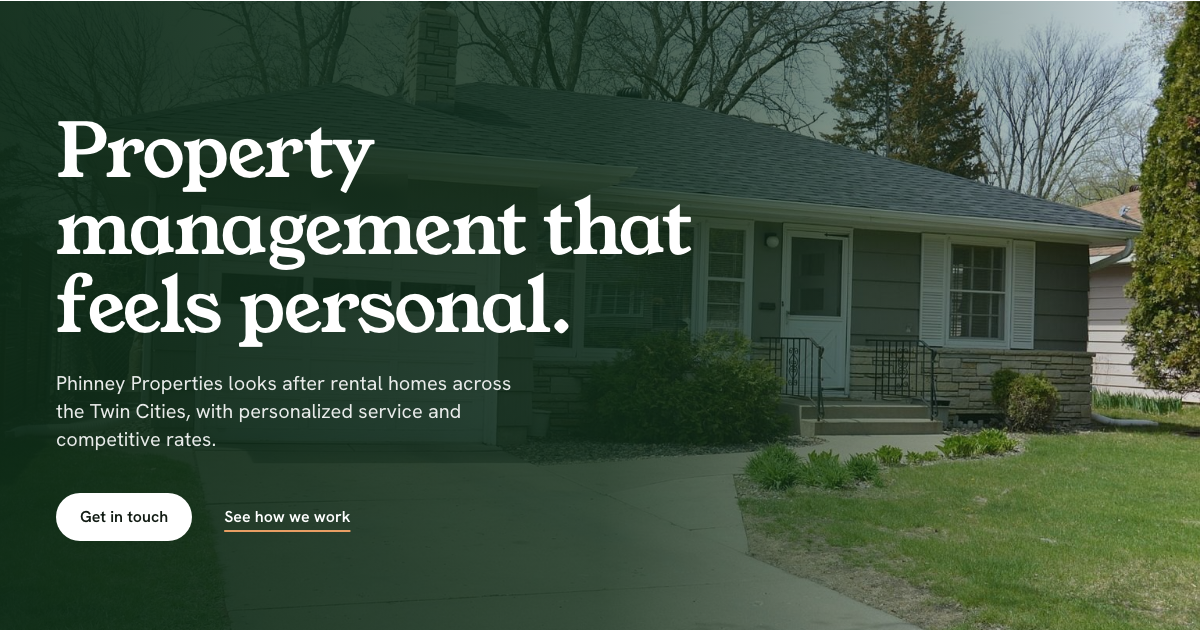 Property
management that
feels personal.
Phinney Properties looks after rental homes across
the Twin Cities, with personalized service and
competitive rates.
Get in touch
See how we work